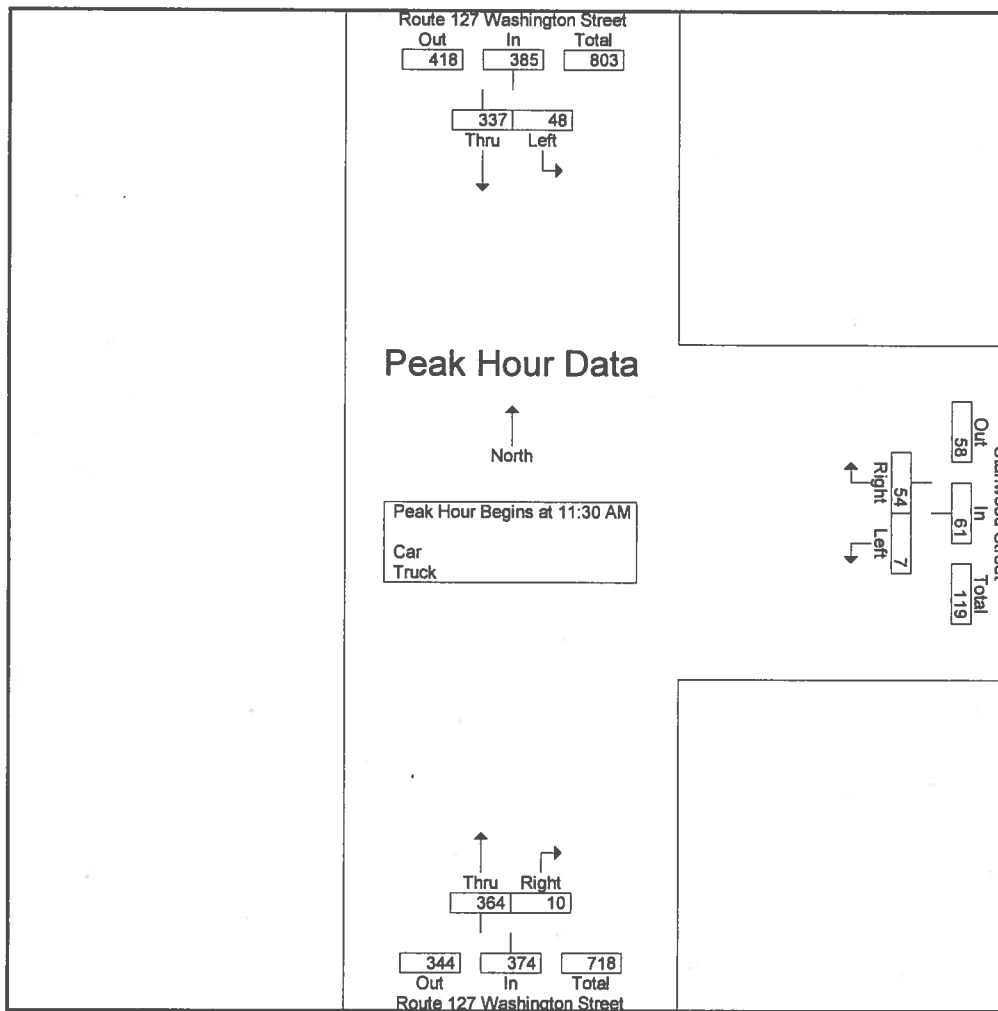 Route 127 Washington Street
Out In Total
418 385 803
337 48
Thru Left
Peak Hour Data
North
Peak Hour Begins at 11:30 AM
Car
Truck
Out In Total
58 61 119
54 7
Right Left
Street
Thru Right
364 10
344 374 718
Out In Total
Route 127 Washington Street